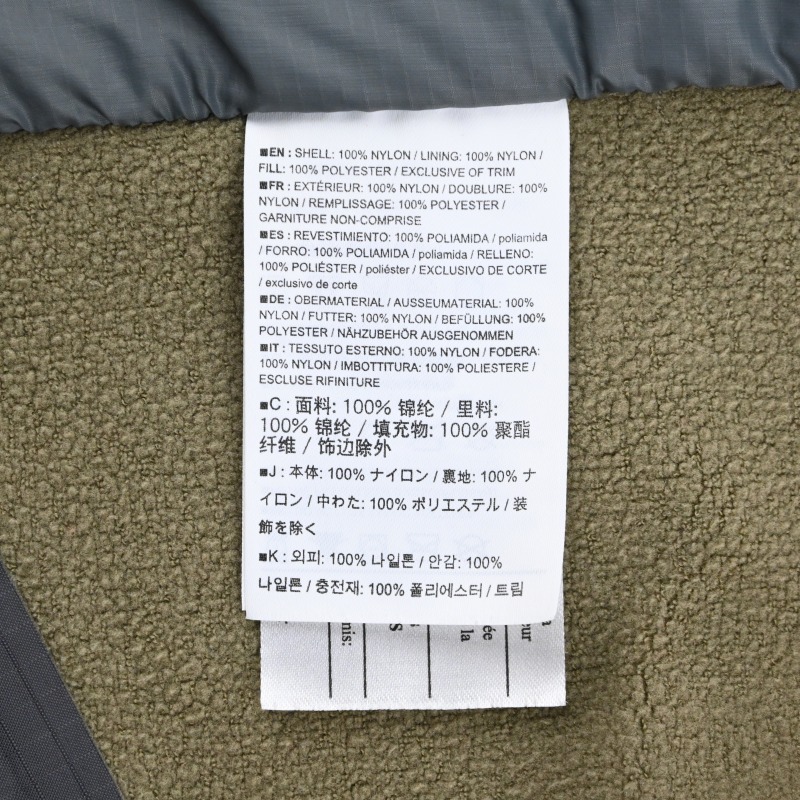 ■EN : SHELL: 100% NYLON / LINING: 100% NYLON /
FILL: 100% POLYESTER / EXCLUSIVE OF TRIM
■FR : EXTÉRIEUR: 100% NYLON / DOUBLURE: 100%
NYLON / REMPLISSAGE: 100% POLYESTER /
GARNITURE NON-COMPRISE
■ES : REVESTIMIENTO: 100% POLIAMIDA / poliamida
/ FORRO: 100% POLIAMIDA / poliamida / RELLENO:
100% POLIÉSTER / poliéster / EXCLUSIVO DE CORTE
/ exclusivo de corte
■DE : OBERMATERIAL / AUSSEUMATERIAL: 100%
NYLON / FUTTER: 100% NYLON / BEFÜLLUNG: 100%
POLYESTER / NÄHZUBEHÖR AUSGENOMMEN
■IT : TESSUTO ESTERNO: 100% NYLON / FODERA:
100% NYLON / IMBOTTITURA: 100% POLIESTERE /
ESCLUSE RIFINITURE
■C : 面料: 100% 锦纶 / 里料:
100% 锦纶 / 填充物: 100% 聚酯
纤维 / 饰边除外
■J : 本体: 100% ナイロン / 裏地: 100% ナ
イロン / 中わた: 100% ポリエステル / 装
飾を除く
■K : 외피: 100% 나일론 / 안감: 100%
나일론 / 충전재: 100% 폴리에스터 / 트림
mis:
S
la
ée
eur